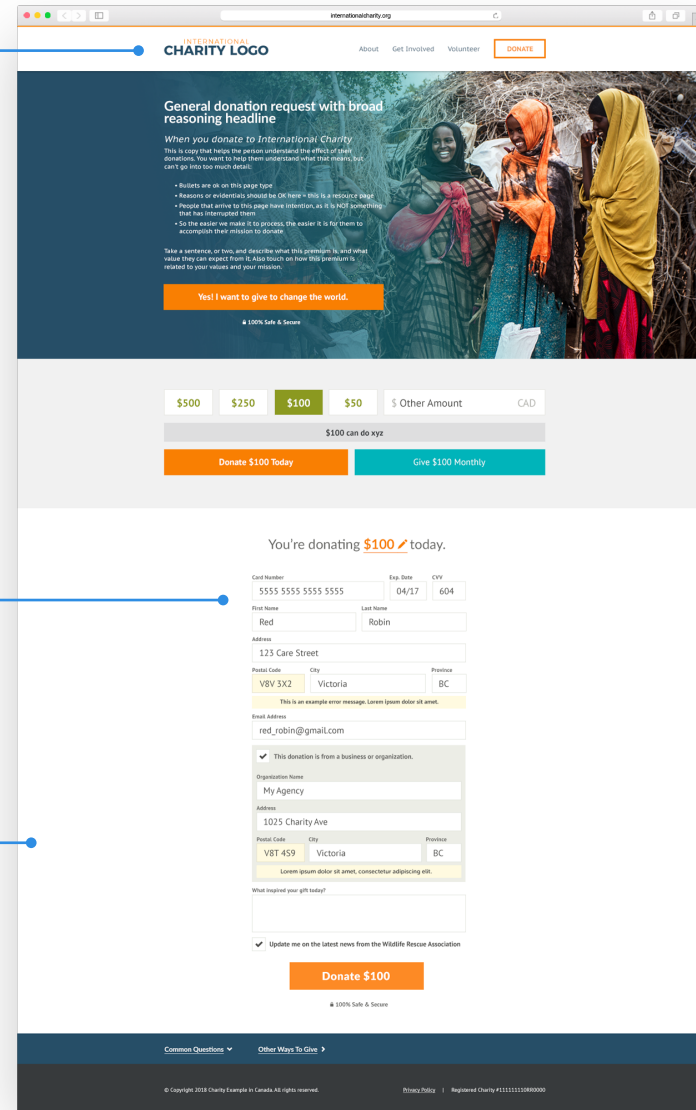 internationalcharity.org
INTERNATIONAL
CHARITY LOGO
About Get Involved Volunteer DONATE
General donation request with broad
reasoning headline
When you donate to International Charity
This is copy that helps the person understand the effect of their
donations. You want to help them understand what that means, but
can't go into too much detail:
• Bullets are ok on this page type
• Reasons or evidentials should be OK here – this is a resource page
• People that arrive to this page have intention, as it is NOT something
that has interrupted them
• So the easier we make it to process, the easier it is for them to
accomplish their mission to donate
Take a sentence, or two, and describe what this premium is, and what
value they can expect from it. Also touch on how this premium is
related to your values and your mission.
Yes! I want to give to change the world.
100% Safe & Secure
$500 $250 $100 $50 $ Other Amount CAD
$100 can do xyz
Donate $100 Today Give $100 Monthly
You're donating $100 today.
Card Number Exp. Date CVV
5555 5555 5555 5555 04/17 604
First Name Last Name
Red Robin
Address
123 Care Street
Postal Code City Province
V8V 3X2 Victoria BC
This is an example error message. Lorem ipsum dolor sit amet.
Email Address
red_robin@gmail.com
This donation is from a business or organization.
Organization Name
My Agency
Address
1025 Charity Ave
Postal Code City Province
V8T 4S9 Victoria BC
Lorem ipsum dolor sit amet, consectetur adipiscing elit.
What inspired your gift today?
Update me on the latest news from the Wildlife Rescue Association
Donate $100
100% Safe & Secure
Common Questions Other Ways To Give
© Copyright 2018 Charity Example in Canada. All rights reserved. Privacy Policy | Registered Charity #111111110RR0000